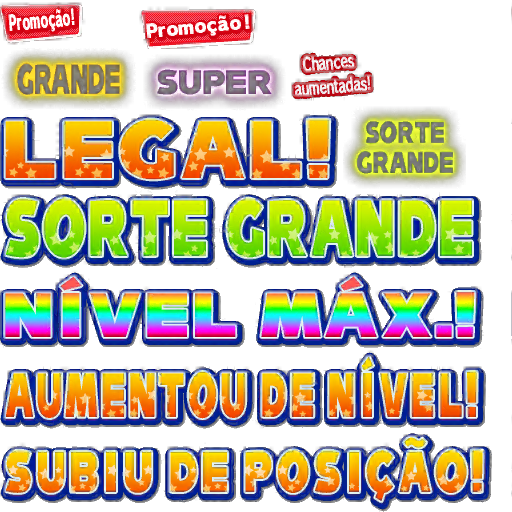 Promoção!
Promoção!
GRANDE
SUPER
Chances
aumentadas!
LEGAL!
SORTE
GRANDE
SORTE GRANDE
NÍVEL MÁX.!
AUMENTOU DE NÍVEL!
SUBIU DE POSIÇÃO!